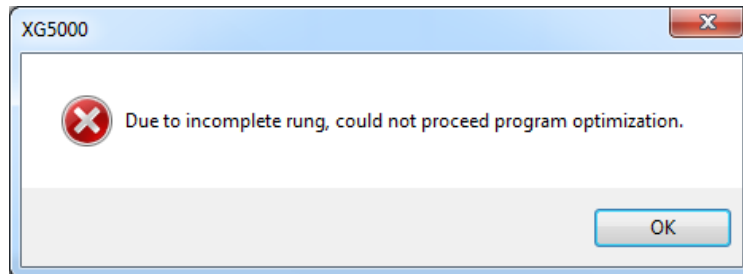 XG5000
Due to incomplete rung, could not proceed program optimization.
OK